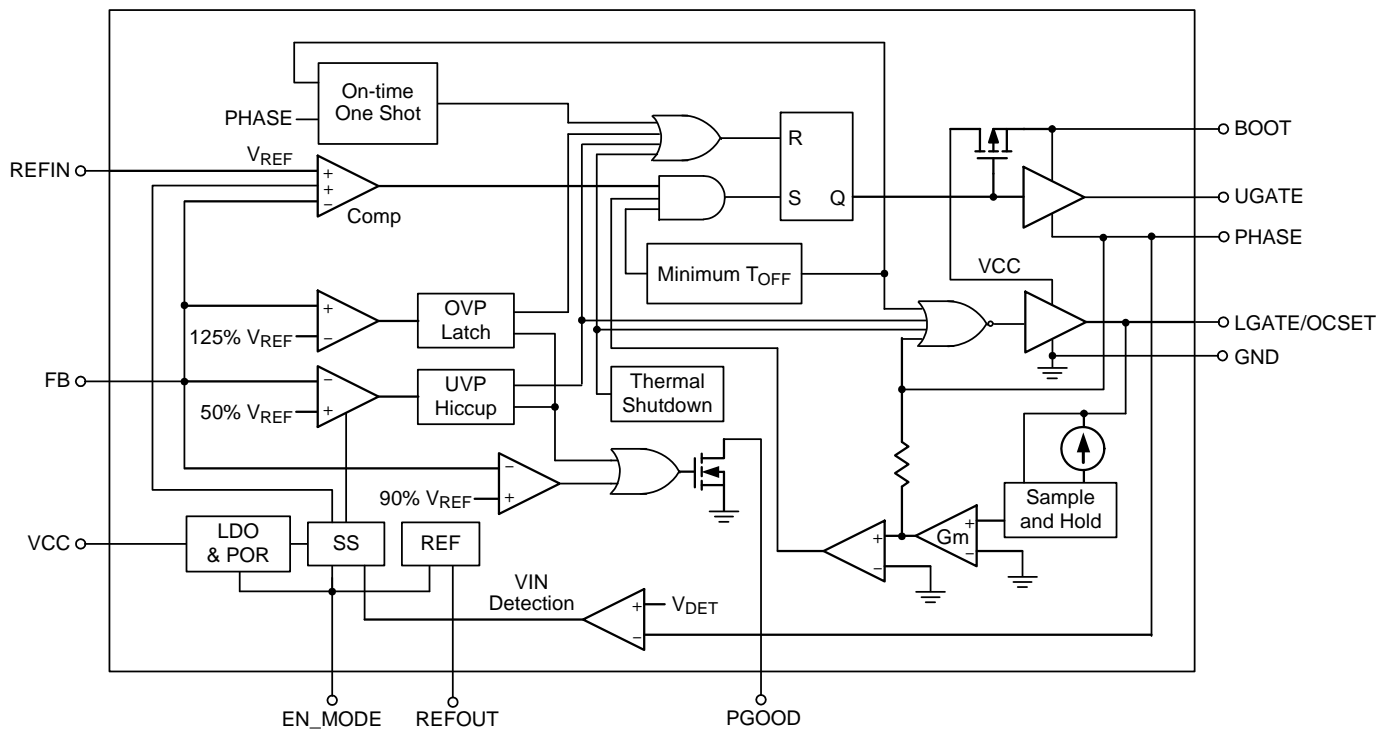 On-time
One Shot
PHASE
REFIN
VREF
+
+
−
Comp
R
S
Q
BOOT
UGATE
PHASE
Minimum TOFF
VCC
+
−
125% VREF
OVP
Latch
LGATE/OCSET
GND
FB
−
+
50% VREF
UVP
Hiccup
Thermal
Shutdown
−
+
90% VREF
Sample
and Hold
VCC
LDO
& POR
SS
REF
+
−
Gm
+
−
VIN
Detection
+
−
VDET
EN_MODE
REFOUT
PGOOD